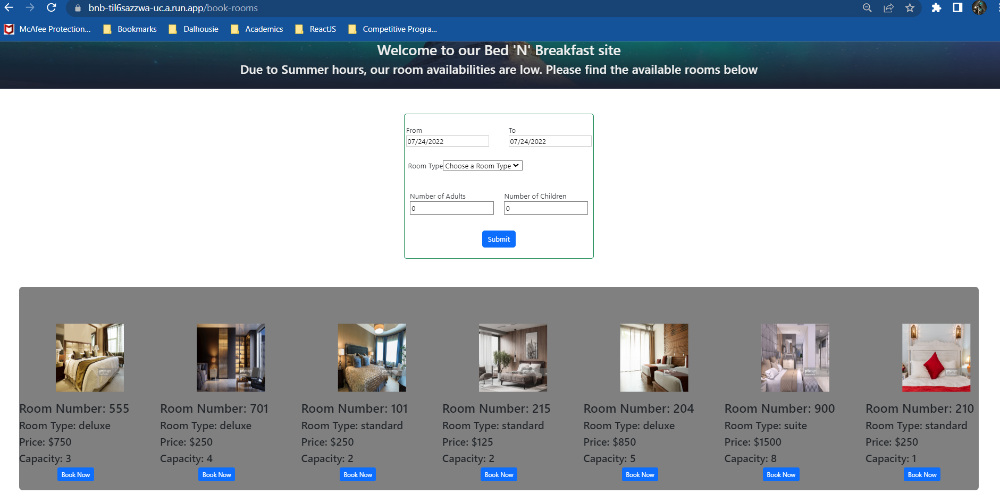 bnb-til6sazzwa-uc.a.run.app/book-rooms
McAfee Protection... Bookmarks Dalhousie Academics ReactJS Competitive Progra...
Welcome to our Bed 'N' Breakfast site
Due to Summer hours, our room availabilities are low. Please find the available rooms below
From To
07/24/2022 07/24/2022
Room Type Choose a Room Type
Number of Adults Number of Children
0 0
Submit
Room Number: 555 Room Number: 701 Room Number: 101 Room Number: 215 Room Number: 204 Room Number: 900 Room Number: 210
Room Type: deluxe Room Type: deluxe Room Type: standard Room Type: standard Room Type: deluxe Room Type: suite Room Type: standard
Price: $750 Price: $250 Price: $250 Price: $125 Price: $850 Price: $1500 Price: $250
Capacity: 3 Capacity: 4 Capacity: 2 Capacity: 2 Capacity: 5 Capacity: 8 Capacity: 1
Book Now Book Now Book Now Book Now Book Now Book Now Book Now